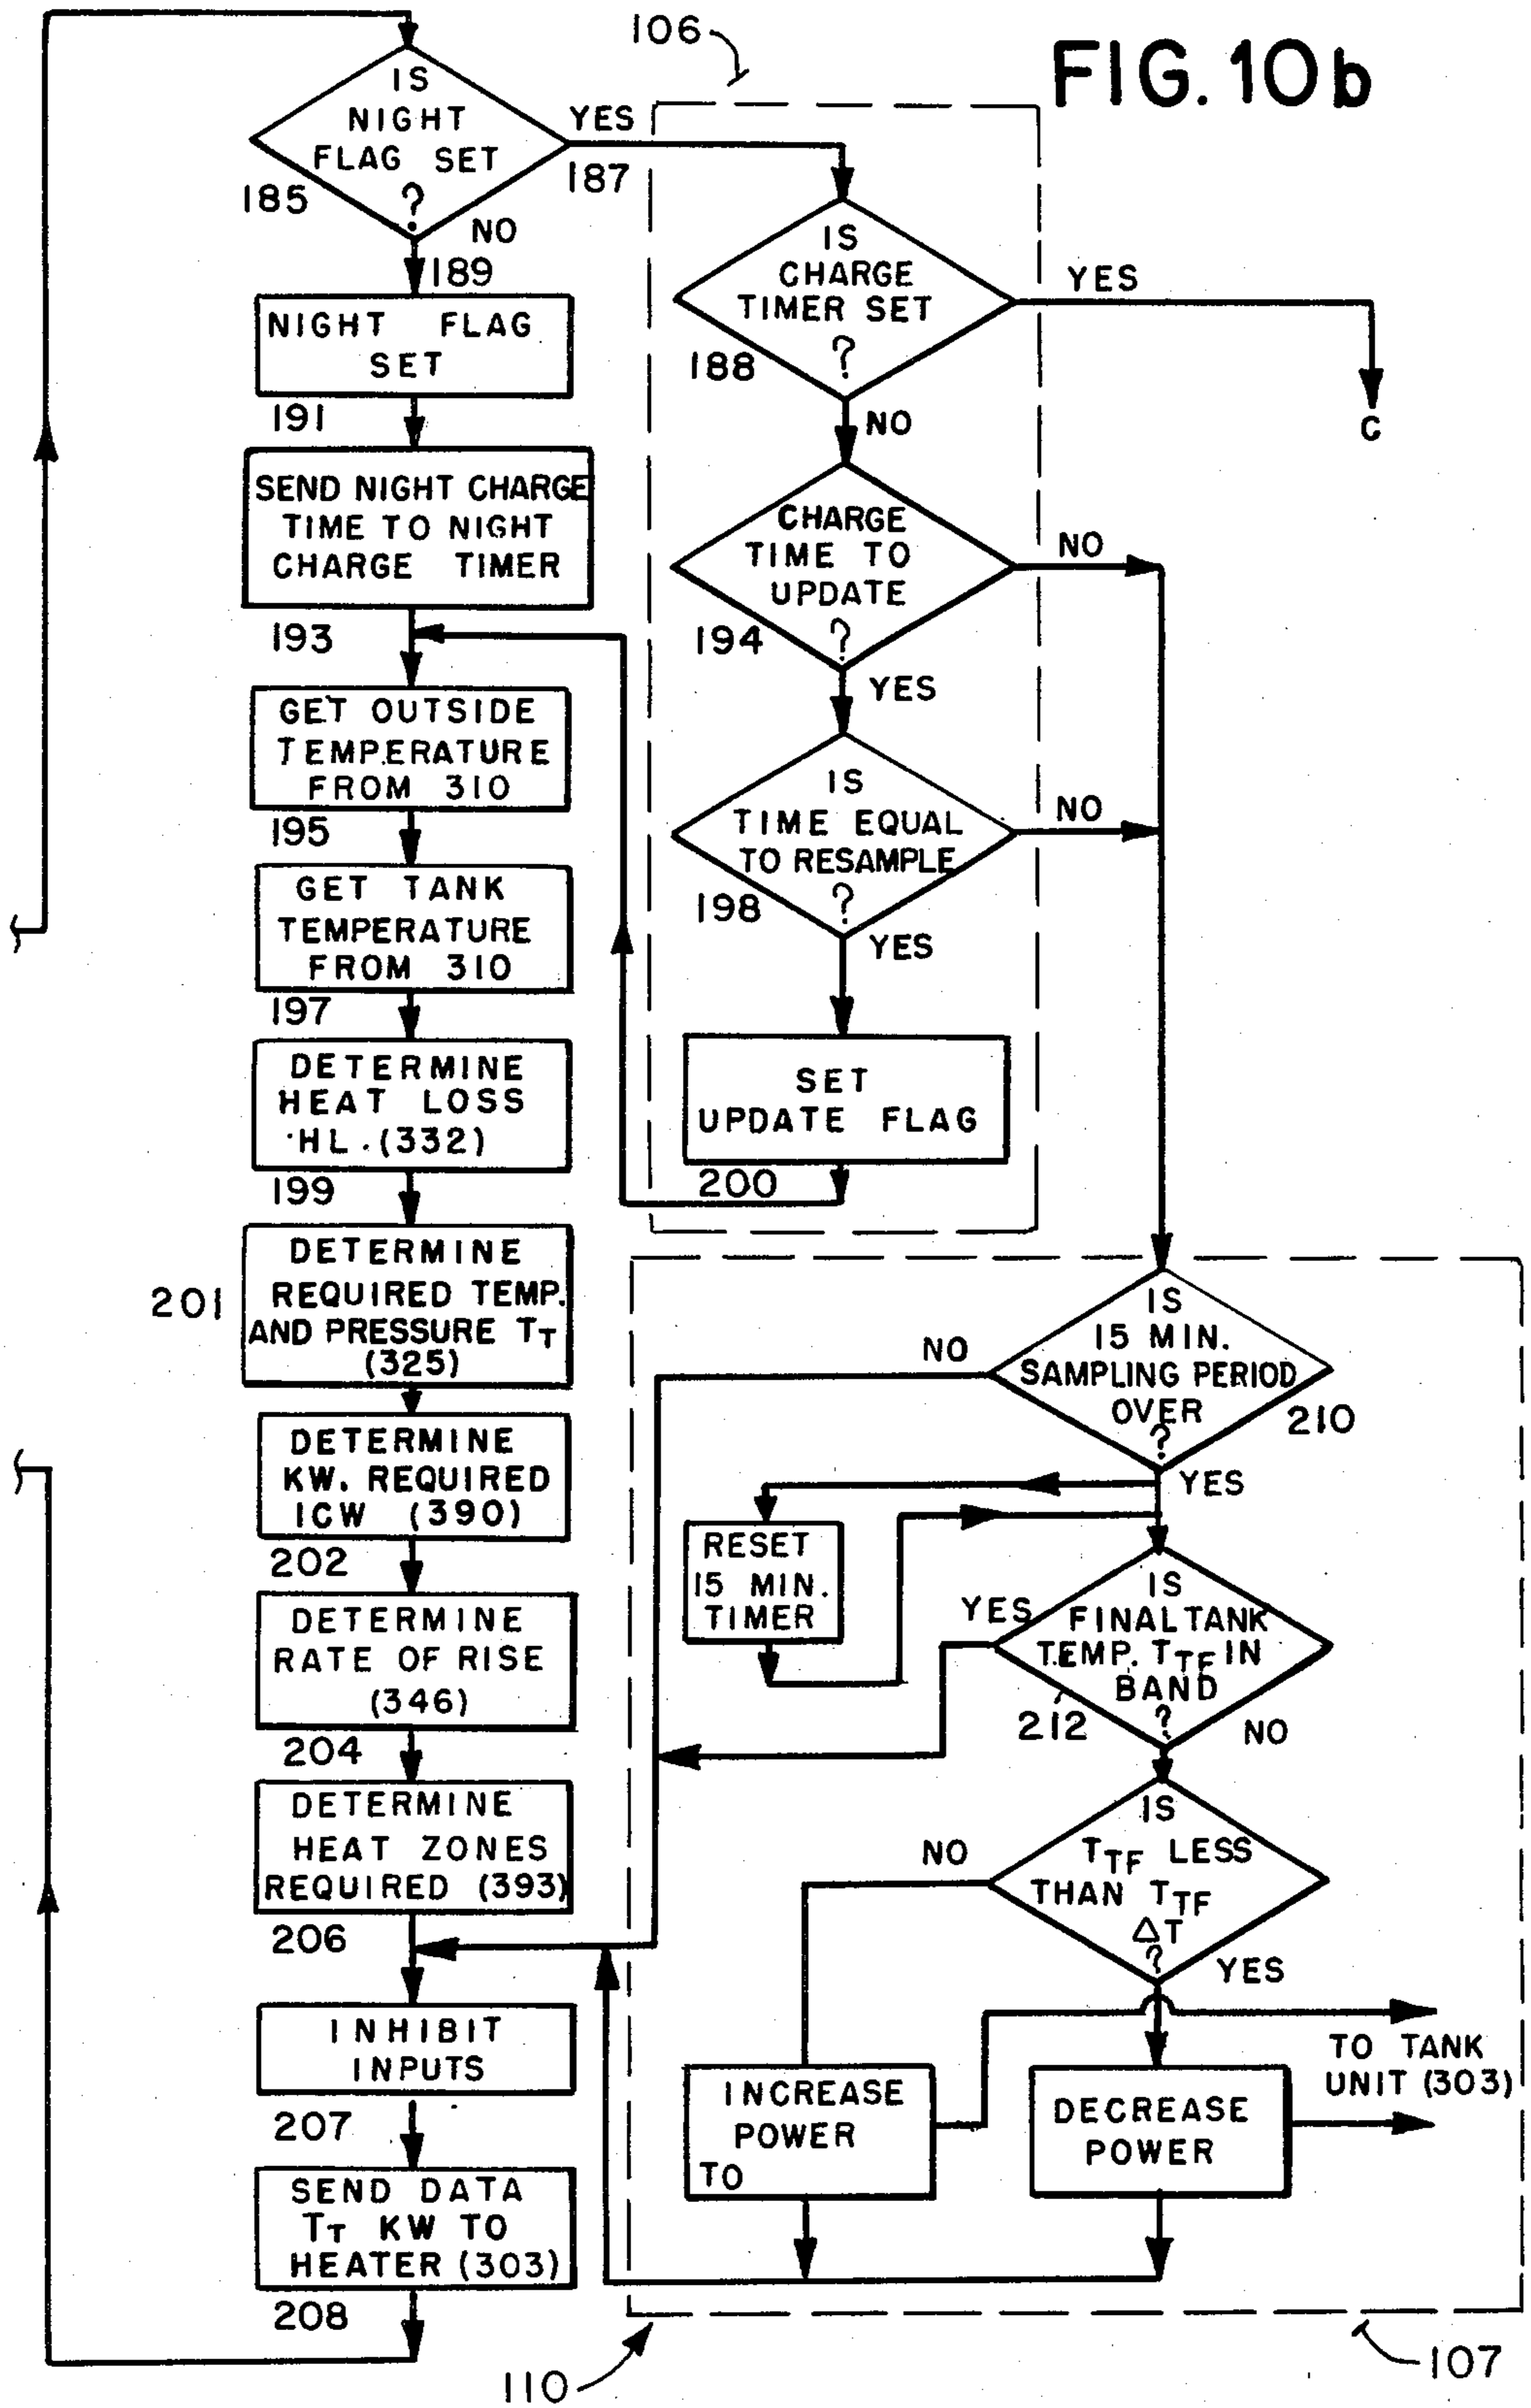 FIG. 10b
106
IS
NIGHT
FLAG SET
?
185
YES
187
NO
189
NIGHT FLAG
SET
191
SEND NIGHT CHARGE
TIME TO NIGHT
CHARGE TIMER
193
GET OUTSIDE
TEMPERATURE
FROM 310
195
GET TANK
TEMPERATURE
FROM 310
197
DETERMINE
HEAT LOSS
HL. (332)
199
DETERMINE
REQUIRED TEMP.
AND PRESSURE TT
(325)
201
DETERMINE
KW. REQUIRED
ICW (390)
202
DETERMINE
RATE OF RISE
(346)
204
DETERMINE
HEAT ZONES
REQUIRED (393)
206
INHIBIT
INPUTS
207
SEND DATA
TT KW TO
HEATER (303)
208
IS
CHARGE
TIMER SET
?
188
YES
C
NO
CHARGE
TIME TO
UPDATE
?
194
NO
YES
IS
TIME EQUAL
TO RESAMPLE
?
198
NO
YES
SET
UPDATE FLAG
200
IS
15 MIN.
SAMPLING PERIOD
OVER
?
210
NO
YES
RESET
15 MIN.
TIMER
IS
FINAL TANK
TEMP. TTF IN
BAND
?
212
YES
NO
IS
TTF LESS
THAN TTF
ΔT
?
NO
YES
INCREASE
POWER
TO
DECREASE
POWER
TO TANK
UNIT (303)
110
107